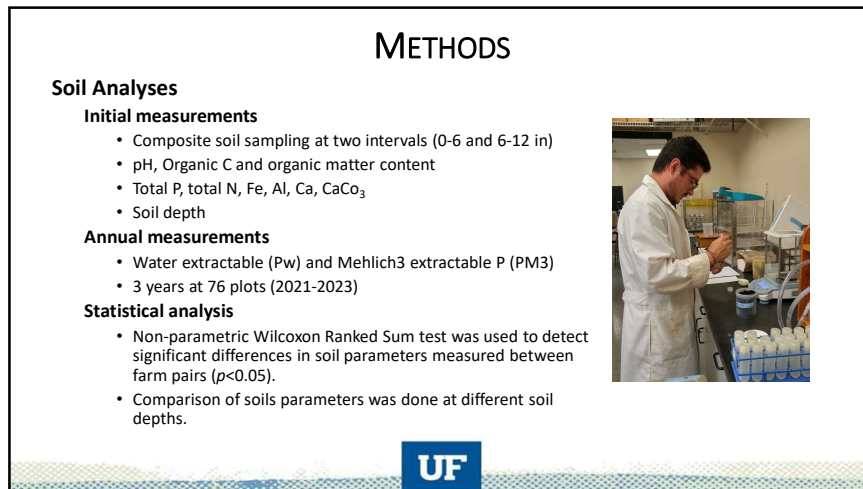 METHODS
Soil Analyses
Initial measurements
• Composite soil sampling at two intervals (0-6 and 6-12 in)
• pH, Organic C and organic matter content
• Total P, total N, Fe, Al, Ca, CaCo₃
• Soil depth
Annual measurements
• Water extractable (Pw) and Mehlich3 extractable P (PM3)
• 3 years at 76 plots (2021-2023)
Statistical analysis
• Non-parametric Wilcoxon Ranked Sum test was used to detect
significant differences in soil parameters measured between
farm pairs (p<0.05).
• Comparison of soils parameters was done at different soil
depths.
UF